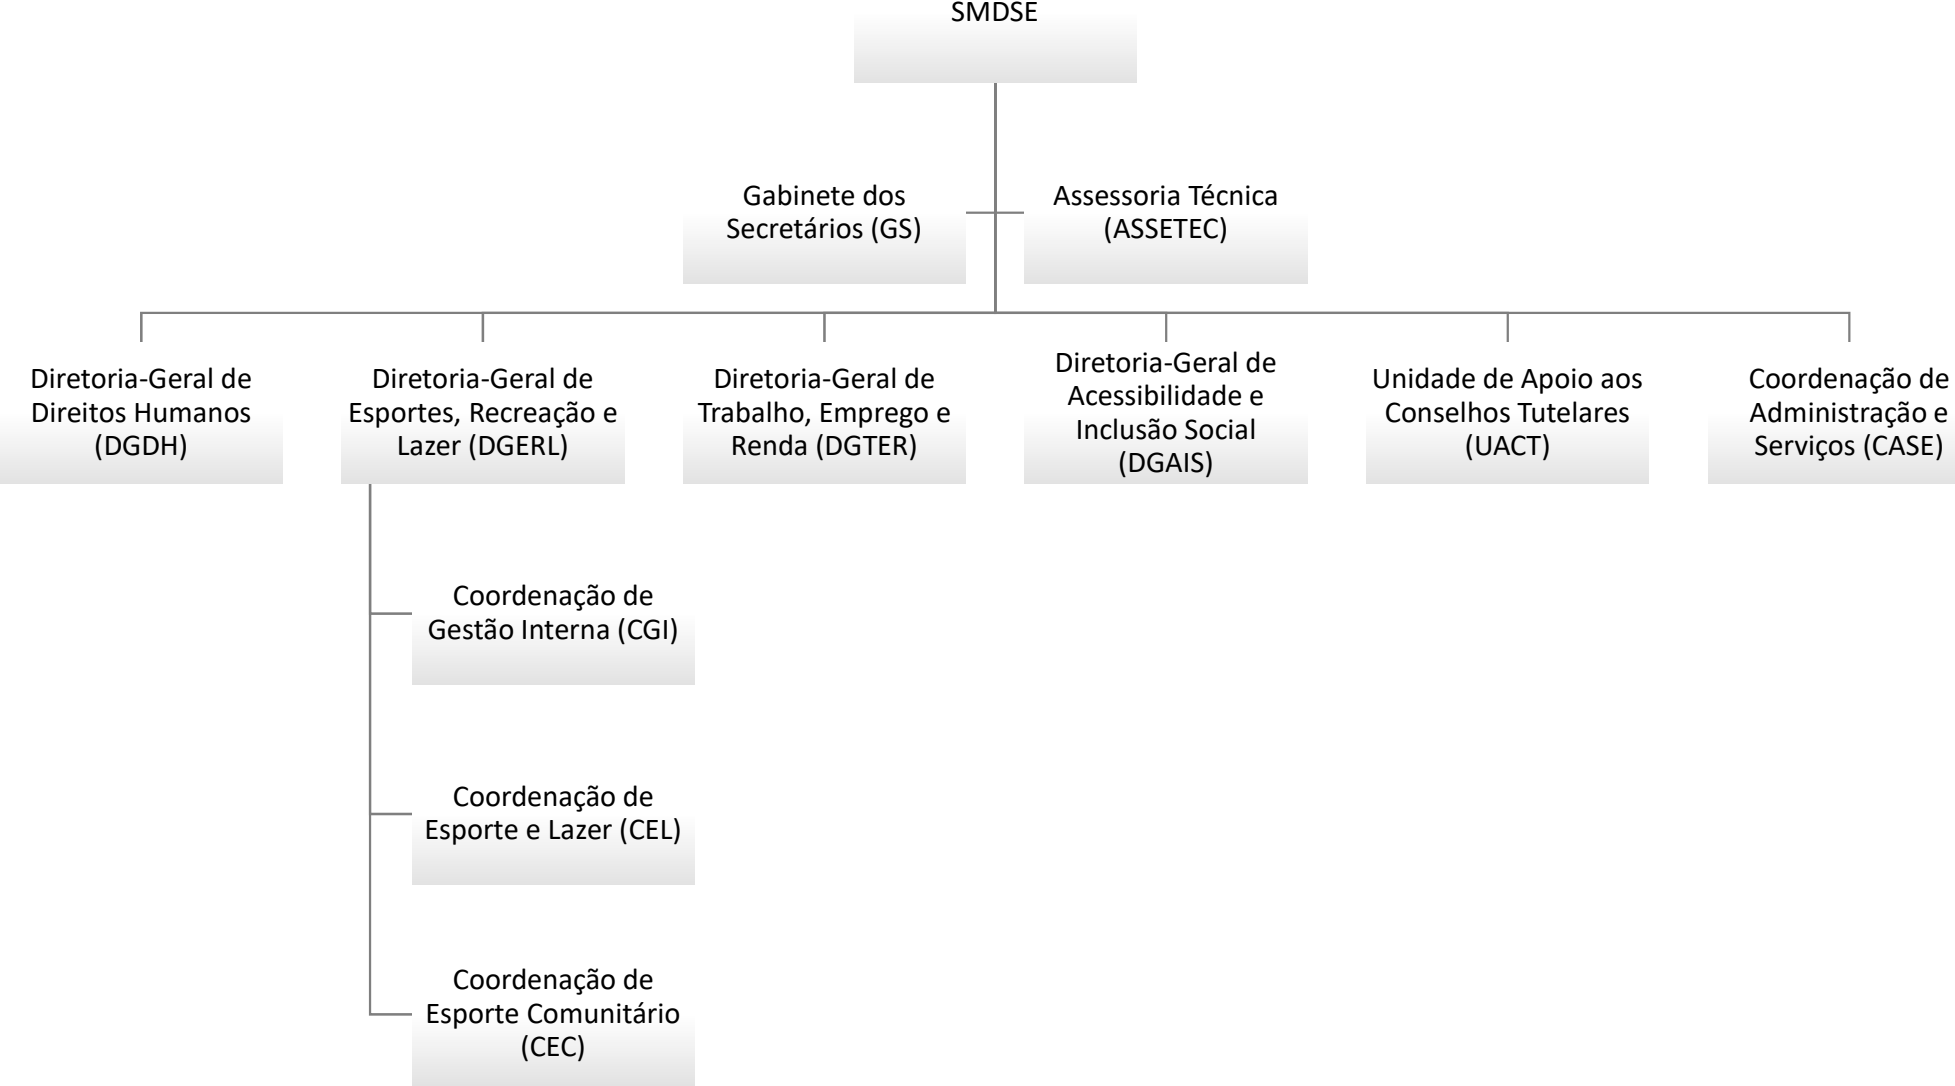 SMDSE
Gabinete dos
Secretários (GS)
Assessoria Técnica
(ASSETEC)
Diretoria-Geral de
Direitos Humanos
(DGDH)
Diretoria-Geral de
Esportes, Recreação e
Lazer (DGERL)
Diretoria-Geral de
Trabalho, Emprego e
Renda (DGTER)
Diretoria-Geral de
Acessibilidade e
Inclusão Social
(DGAIS)
Unidade de Apoio aos
Conselhos Tutelares
(UACT)
Coordenação de
Administração e
Serviços (CASE)
Coordenação de
Gestão Interna (CGI)
Coordenação de
Esporte e Lazer (CEL)
Coordenação de
Esporte Comunitário
(CEC)